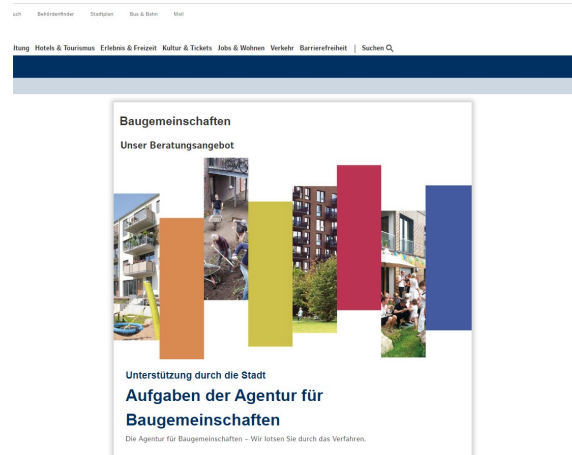 Behördenfinder Stadtplan Bus & Bahn Mail
Hotels & Tourismus Erlebnis & Freizeit Kultur & Tickets Jobs & Wohnen Verkehr Barrierefreiheit | Suchen
Baugemeinschaften
Unser Beratungsangebot
Unterstützung durch die Stadt
Aufgaben der Agentur für
Baugemeinschaften
Die Agentur für Baugemeinschaften – Wir lotsen Sie durch das Verfahren.